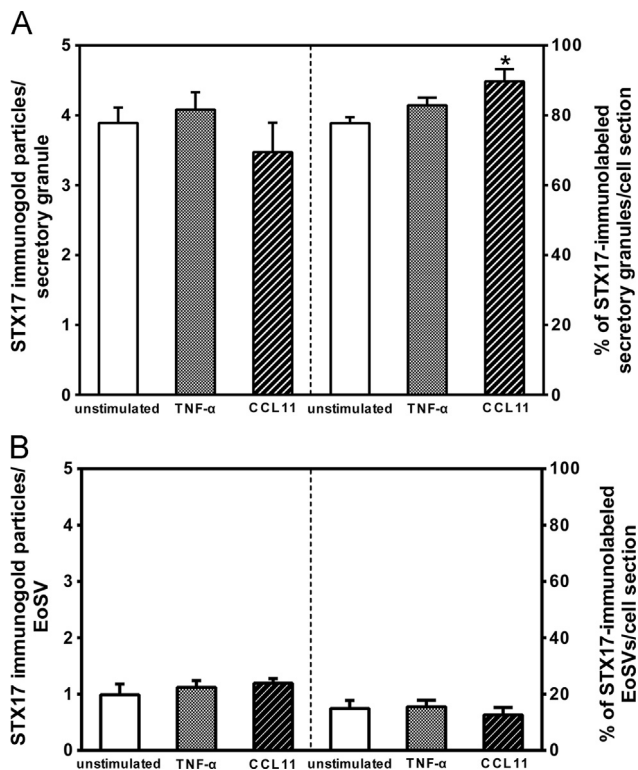 A
STX17 immunogold particles/
secretory granule
5
4
3
2
1
0
100
80
60
40
20
0
*
% of STX17-immunolabeled
secretory granules/cell section
unstimulated TNF-α CCL11 unstimulated TNF-α CCL11
B
STX17 immunogold particles/
EoSV
5
4
3
2
1
0
100
80
60
40
20
0
% of STX17-immunolabeled
EoSVs/cell section
unstimulated TNF-α CCL11 unstimulated TNF-α CCL11